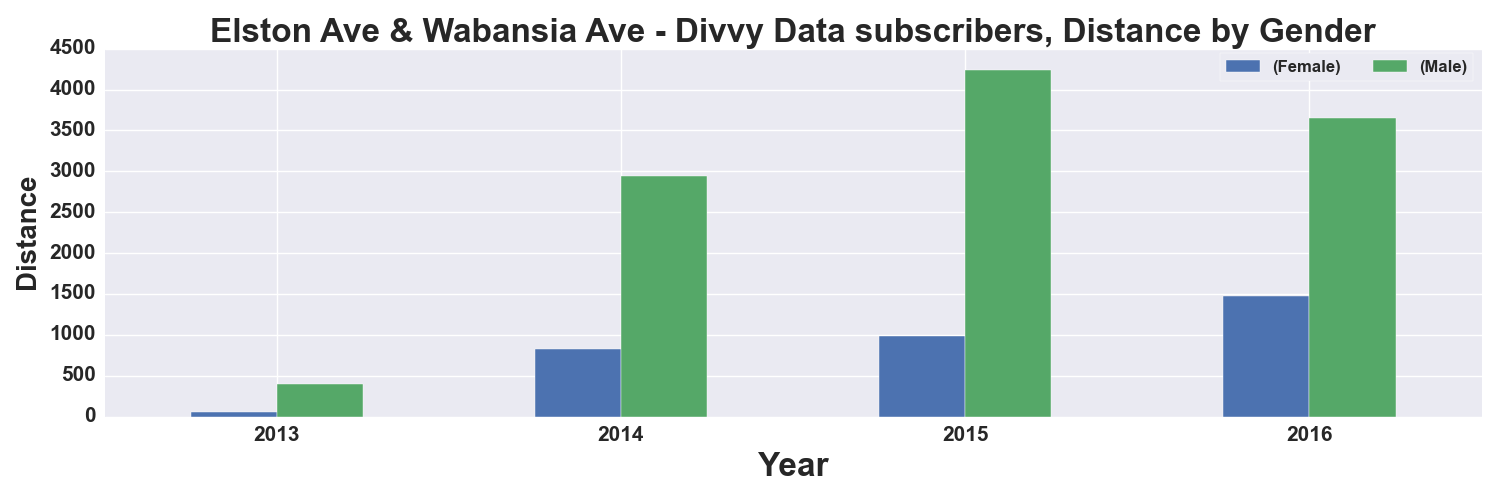 Elston Ave & Wabansia Ave - Divvy Data subscribers, Distance by Gender
(Female) (Male)
4500
4000
3500
3000
2500
2000
1500
1000
500
0
Distance
2013 2014 2015 2016
Year